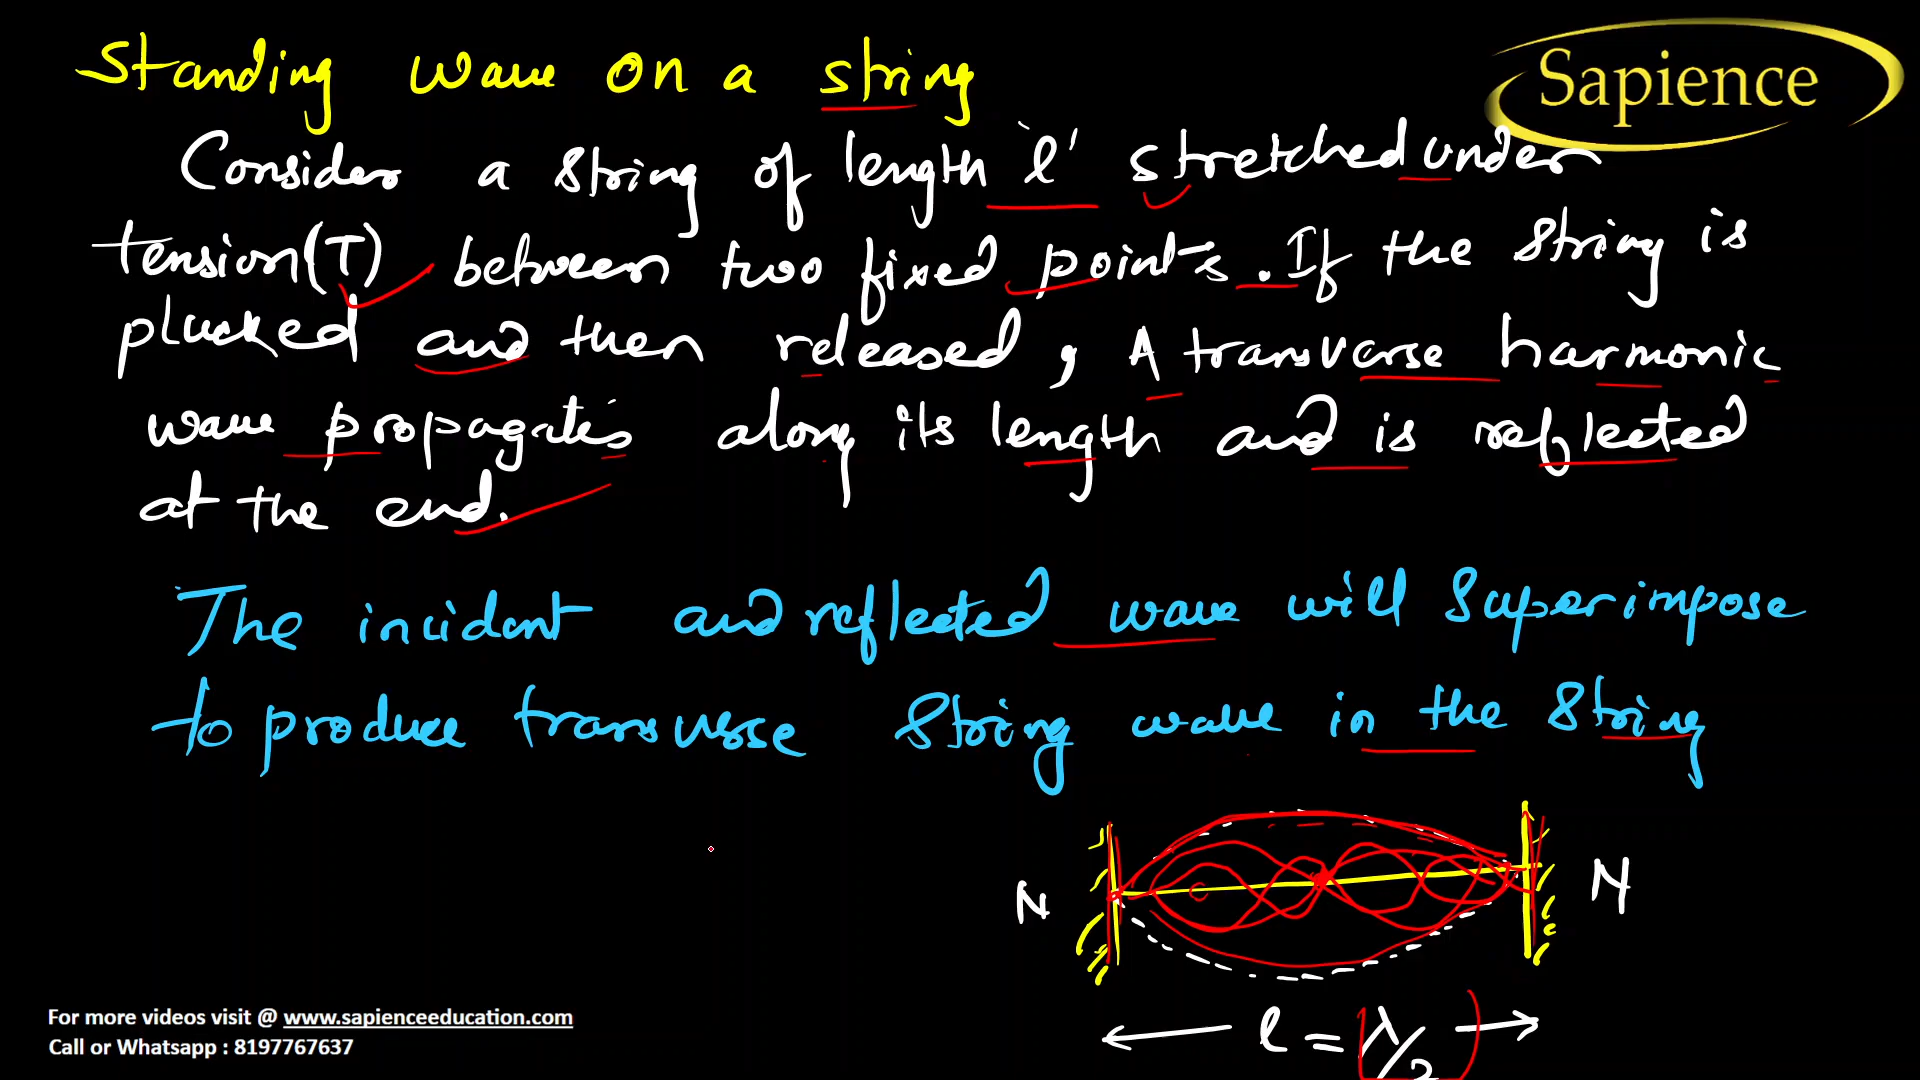 Standing wave on a string
Sapience
Consider a string of length 'l' stretched under
tension(T) between two fixed points. If the string is
plucked and then released, A transverse harmonic
wave propagates along its length and is reflected
at the end.
The incident and reflected wave will superimpose
to produce transverse string wave in the string
N
N
l = λ/2
For more videos visit @ www.sapienceeducation.com
Call or Whatsapp : 8197767637